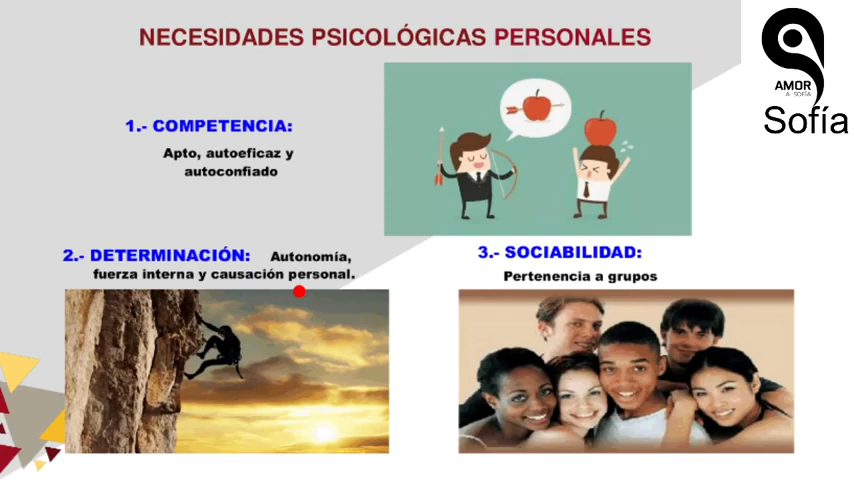 NECESIDADES PSICOLÓGICAS PERSONALES
AMOR
A SOFÍA
Sofía
1.- COMPETENCIA:
Apto, autoeficaz y
autoconfiado
2.- DETERMINACIÓN: Autonomía,
fuerza interna y causación personal.
3.- SOCIABILIDAD:
Pertenencia a grupos